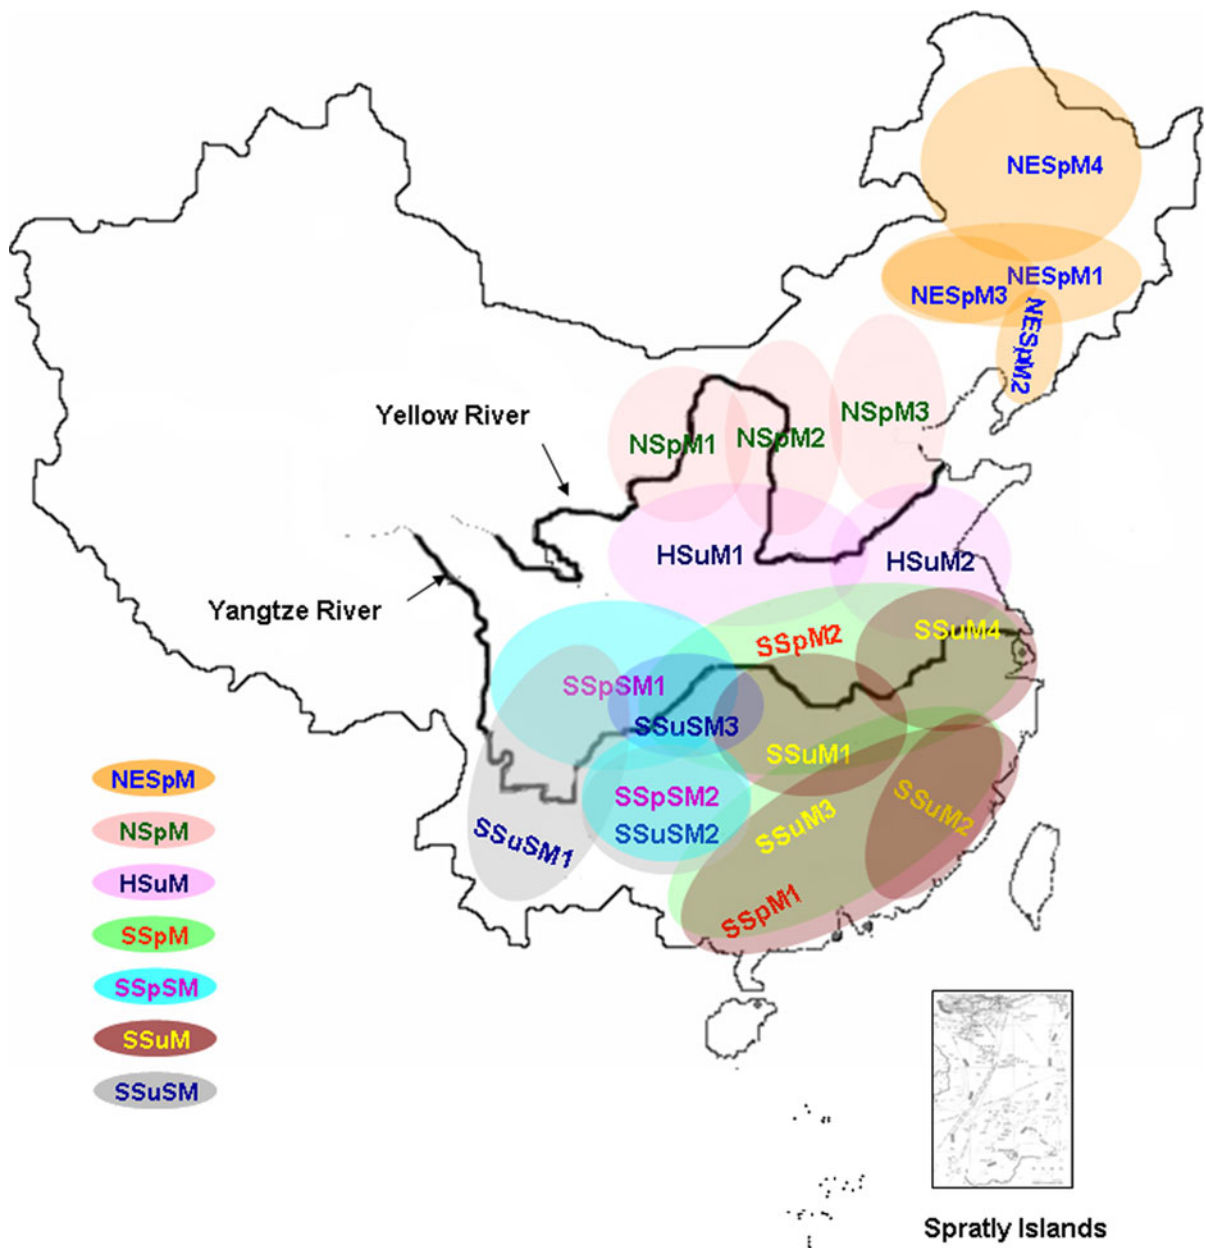 NESpM4
NESpM1
NESpM3
NESpM2
NSpM3
Yellow River
NSpM1
NSpM2
HSuM1
HSuM2
Yangtze River
SSpM2
SSuM4
SSpSM1
SSuSM3
SSuM1
NESpM
SSpSM2
SSuM3
SSuM2
NSpM
SSuSM2
SSuSM1
HSuM
SSpM1
SSpM
SSpSM
SSuM
SSuSM
Spratly Islands